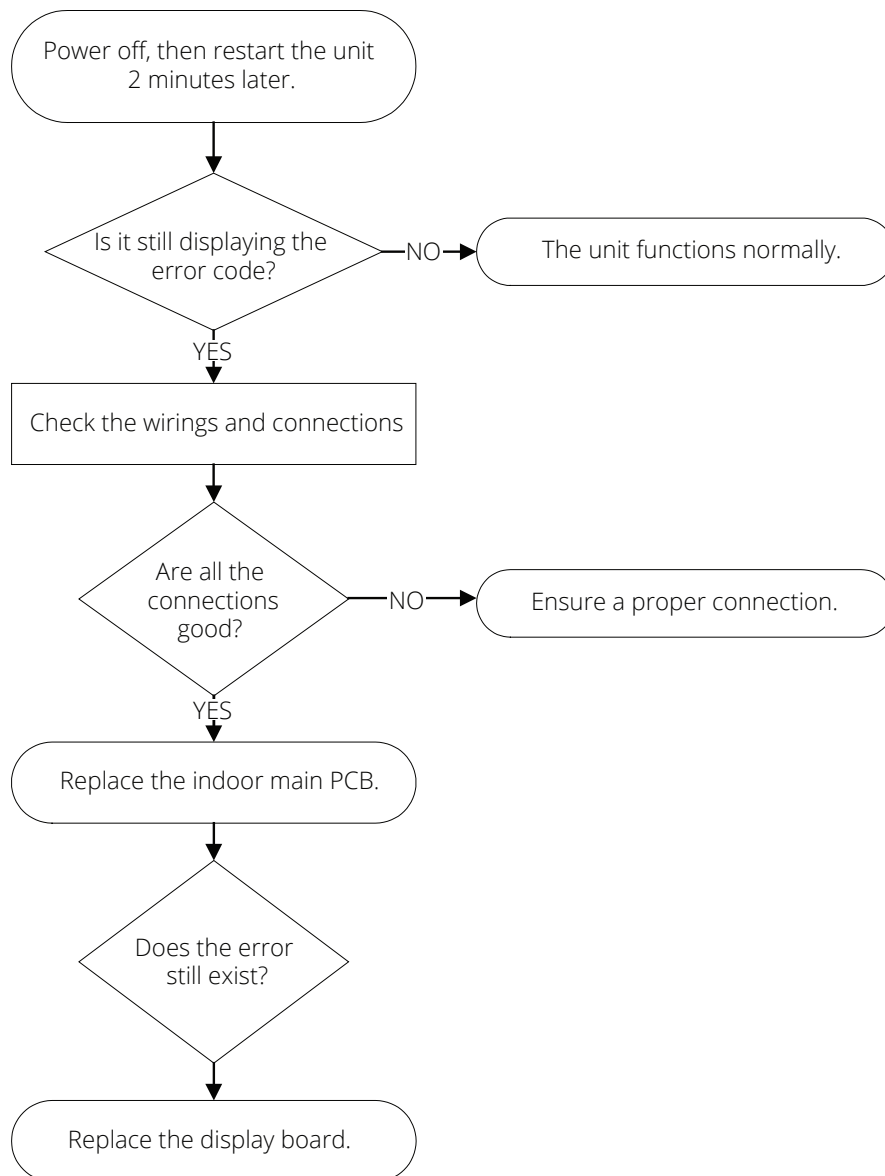 Power off, then restart the unit
2 minutes later.
Is it still displaying the
error code?
NO
The unit functions normally.
YES
Check the wirings and connections
Are all the
connections
good?
NO
Ensure a proper connection.
YES
Replace the indoor main PCB.
Does the error
still exist?
Replace the display board.